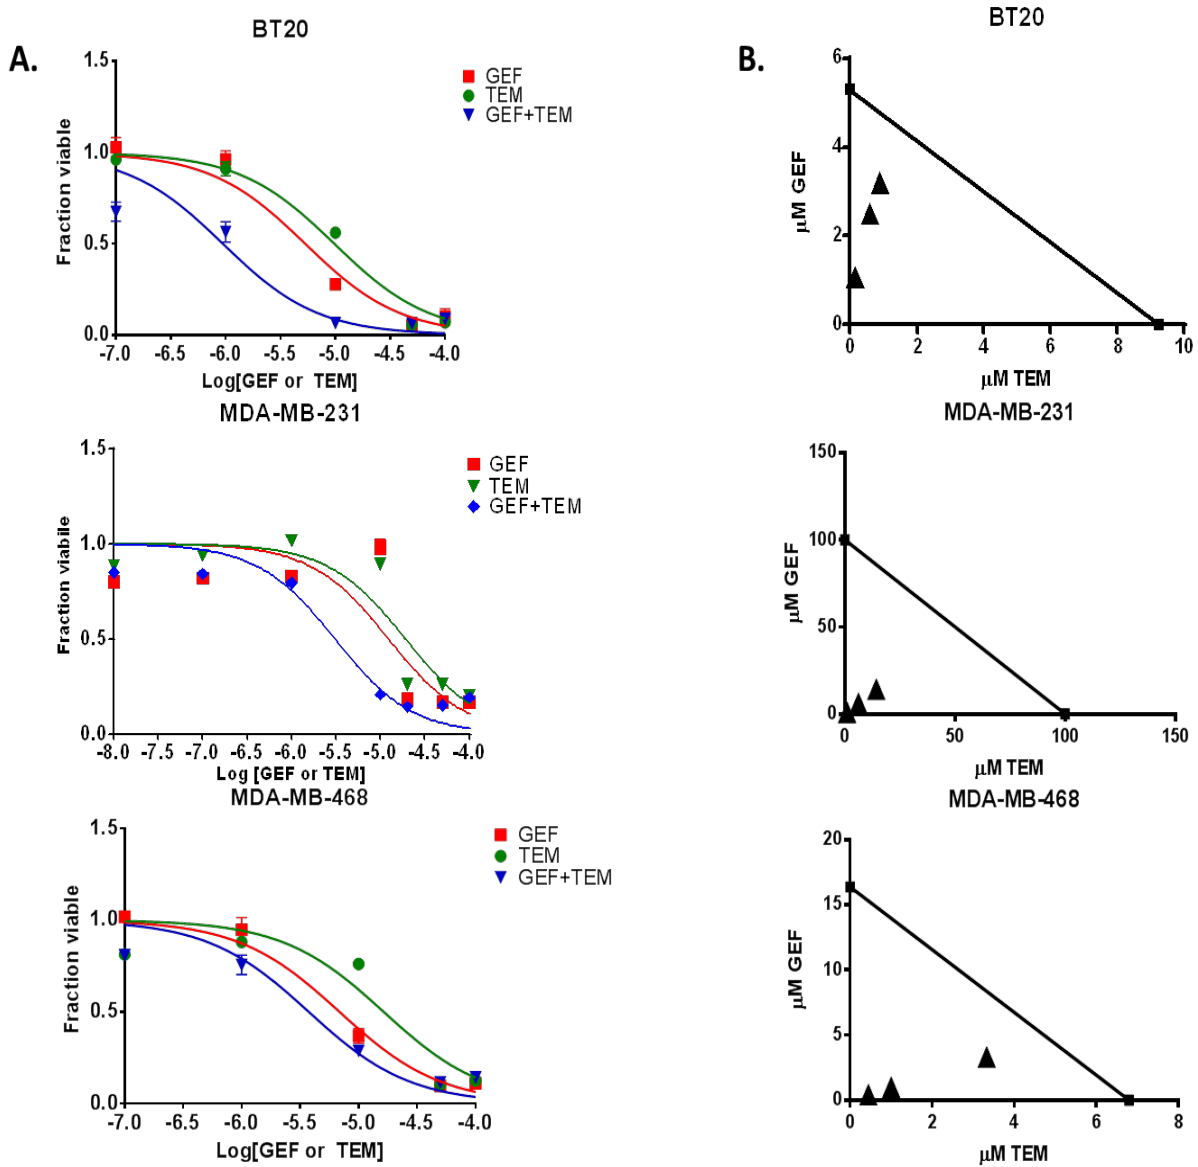 A.
BT20
1.5
1.0
0.5
0.0
Fraction viable
-7.0 -6.5 -6.0 -5.5 -5.0 -4.5 -4.0
Log[GEF or TEM]
GEF
TEM
GEF+TEM
MDA-MB-231
1.5
1.0
0.5
0.0
Fraction viabile
-8.0 -7.5 -7.0 -6.5 -6.0 -5.5 -5.0 -4.5 -4.0
Log [GEF or TEM]
GEF
TEM
GEF+TEM
MDA-MB-468
1.5
1.0
0.5
0.0
Fraction viable
-7.0 -6.5 -6.0 -5.5 -5.0 -4.5 -4.0
Log[GEF or TEM]
GEF
TEM
GEF+TEM
B.
BT20
6
4
2
0
μM GEF
0 2 4 6 8 10
μM TEM
MDA-MB-231
150
100
50
0
μM GEF
0 50 100 150
μM TEM
MDA-MB-468
20
15
10
5
0
μM GEF
0 2 4 6 8
μM TEM